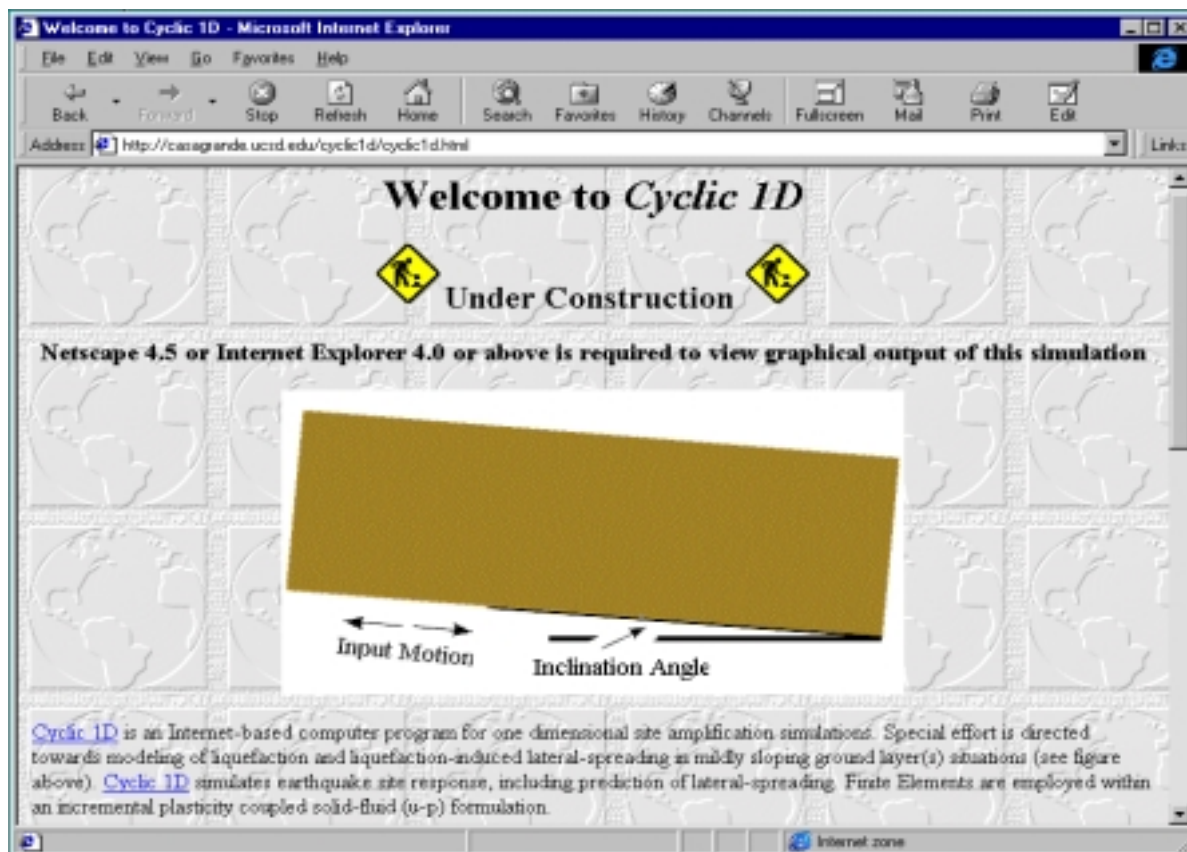 Welcome to Cyclic 1D - Microsoft Internet Explorer
File Edit View Go Favorites Help
Back Forward Stop Refresh Home Search Favorites History Channels Fullscreen Mail Print Edit
Address http://casagrande.ucsd.edu/cyclic1d/cyclic1d.html Links
Welcome to Cyclic 1D
Under Construction
Netscape 4.5 or Internet Explorer 4.0 or above is required to view graphical output of this simulation
Input Motion
Inclination Angle
Cyclic 1D is an Internet-based computer program for one dimensional site amplification simulations. Special effort is directed
towards modeling of liquefaction and liquefaction-induced lateral-spreading in mildly sloping ground layer(s) situations (see figure
above). Cyclic 1D simulates earthquake site response, including prediction of lateral-spreading. Finite Elements are employed within
an incremental plasticity coupled solid-fluid (u-p) formulation.
Internet zone